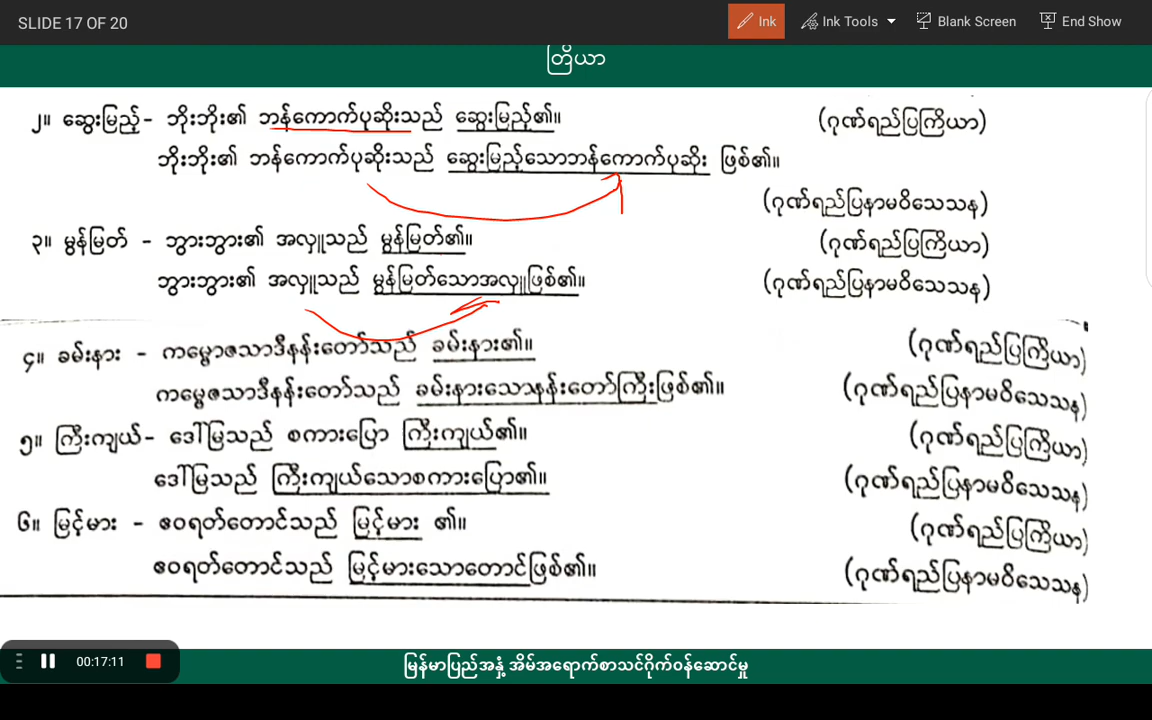 SLIDE 17 OF 20
Ink
Ink Tools
Blank Screen
End Show
တြိယာ
၂။ ဆွေးမြည့်- ဘိုးဘိုး၏ ဘန်ကောက်ပုဆိုးသည် ဆွေးမြည့်၏။ (ဂုဏ်ရည်ပြကြိယာ)
ဘိုးဘိုး၏ ဘန်ကောက်ပုဆိုးသည် ဆွေးမြည့်သောဘန်ကောက်ပုဆိုး ဖြစ်၏။
(ဂုဏ်ရည်ပြနာမဝိသေသန)
၃။ မွန်မြတ် - ဘွားဘွား၏ အလှူသည် မွန်မြတ်၏။ (ဂုဏ်ရည်ပြကြိယာ)
ဘွားဘွား၏ အလှူသည် မွန်မြတ်သောအလှူဖြစ်၏။ (ဂုဏ်ရည်ပြနာမဝိသေသန)
၄။ ခမ်းနား - ကမ္ဘောဇသာဒီနန်းတော်သည် ခမ်းနား၏။ (ဂုဏ်ရည်ပြကြိယာ)
ကမ္ဘောဇသာဒီနန်းတော်သည် ခမ်းနားသောနန်းတော်ကြီးဖြစ်၏။ (ဂုဏ်ရည်ပြနာမဝိသေသန)
၅။ ကြီးကျယ်- ဒေါ်မြသည် စကားပြော ကြီးကျယ်၏။ (ဂုဏ်ရည်ပြကြိယာ)
ဒေါ်မြသည် ကြီးကျယ်သောစကားပြော၏။ (ဂုဏ်ရည်ပြနာမဝိသေသန)
၆။ မြင့်မား - ဧဝရတ်တောင်သည် မြင့်မား ၏။ (ဂုဏ်ရည်ပြကြိယာ)
ဧဝရတ်တောင်သည် မြင့်မားသောတောင်ဖြစ်၏။ (ဂုဏ်ရည်ပြနာမဝိသေသန)
00:17:11
မြန်မာပြည်အနှံ့ အိမ်အရောက်စာသင်ဂိုက်ဝန်ဆောင်မှု